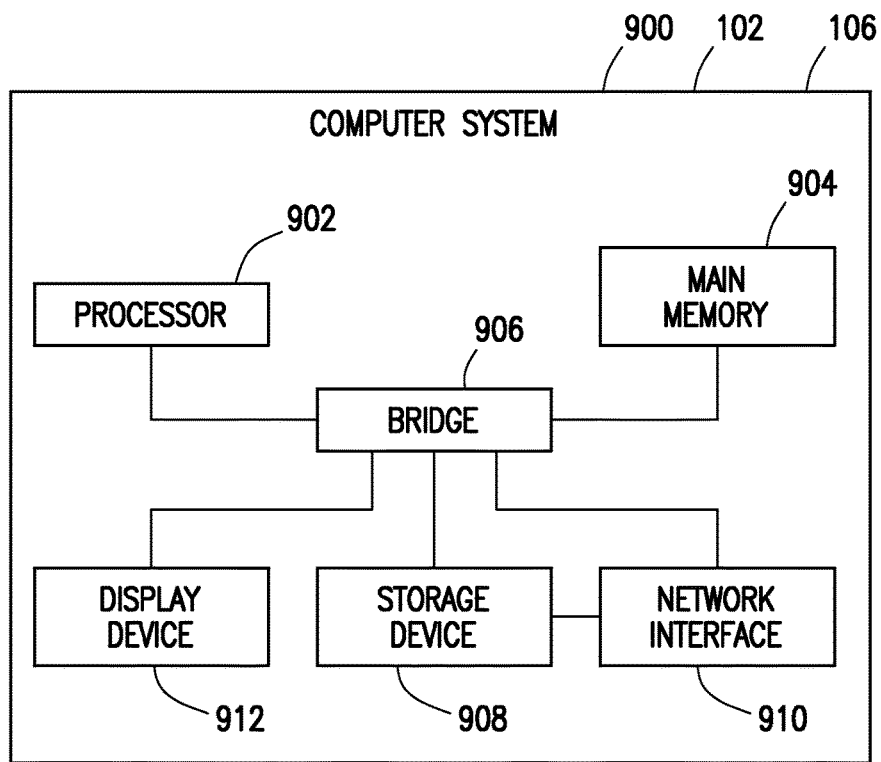 900 102 106
COMPUTER SYSTEM
904
902
MAIN
MEMORY
PROCESSOR
906
BRIDGE
DISPLAY
DEVICE
STORAGE
DEVICE
NETWORK
INTERFACE
912
908
910